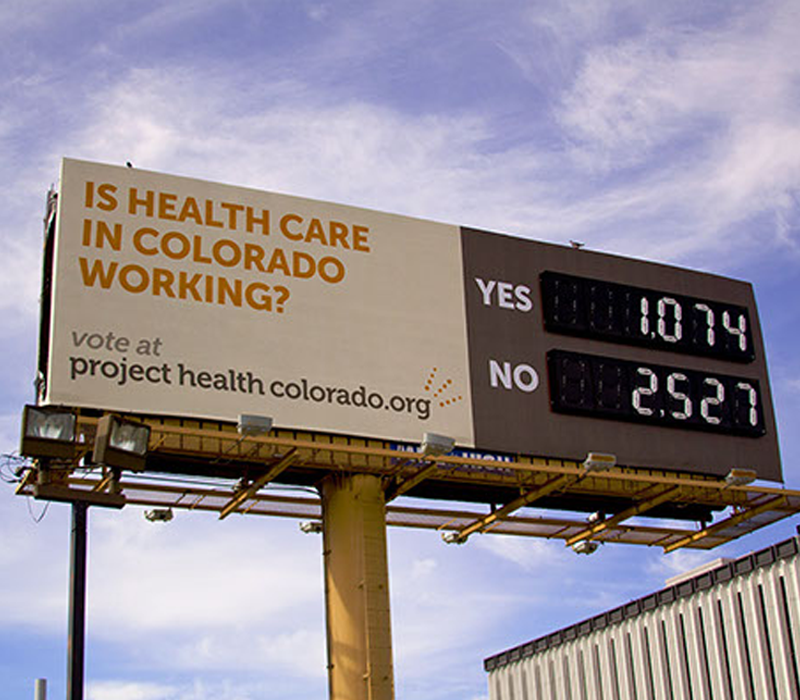 IS HEALTH CARE
IN COLORADO
WORKING?
vote at
project health colorado.org
YES 1,074
NO 2,527